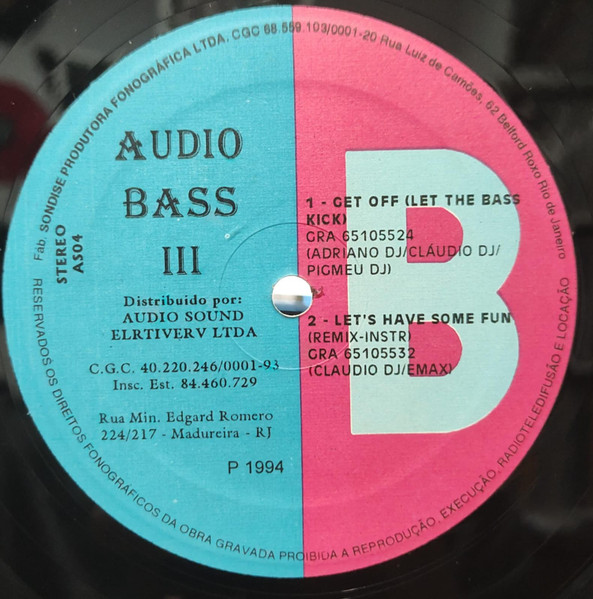 Fab. SONDISE PRODUTORA FONOGRÁFICA LTDA. CGC 68.559.103/0001-20 Rua Luiz de Camões, 62 Belford Roxo Rio de Janeiro
AUDIO
BASS
III
STEREO
AS04
Distribuido por:
AUDIO SOUND
ELRTIVERV LTDA
C.G.C. 40.220.246/0001-93
Insc. Est. 84.460.729
Rua Min. Edgard Romero
224/217 - Madureira - RJ
P 1994
B
1 - GET OFF (LET THE BASS
KICK)
GRA 65105524
(ADRIANO DJ/CLÁUDIO DJ/
PIGMEU DJ)
2 - LET'S HAVE SOME FUN
(REMIX-INSTR)
GRA 65105532
(CLAUDIO DJ/EMAX)
RESERVADOS OS DIREITOS FONOGRÁFICOS DA OBRA GRAVADA PROIBIDA A REPRODUÇÃO, EXECUÇÃO, RADIOTELEDIFUSÃO E LOCAÇÃO